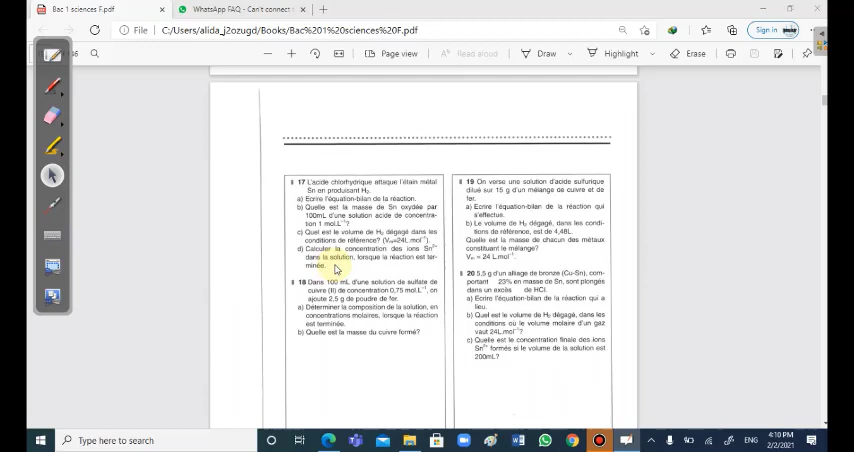 Bac 1 sciences F.pdf
WhatsApp FAQ - Can't connect
File
C:/Users/alida_j2ozugd/Books/Bac%201%20sciences%20F.pdf
Sign in
Page view
Read aloud
Draw
Highlight
Erase
17 L'acide chlorhydrique attaque l'étain métal
Sn en produisant H₂.
a) Ecrire l'équation-bilan de la réaction.
b) Quelle est la masse de Sn oxydée par
100mL d'une solution acide de concentra-
tion 1 mol.L⁻¹?
c) Quel est le volume de H₂ dégagé dans les
conditions de référence? (Vₘ=24L.mol⁻¹).
d) Calculer la concentration des ions Sn²⁺
dans la solution, lorsque la réaction est ter-
minée.
18 Dans 100 mL d'une solution de sulfate de
cuivre (II) de concentration 0,75 mol.L⁻¹, on
ajoute 2,5 g de poudre de fer.
a) Déterminer la composition de la solution, en
concentrations molaires, lorsque la réaction
est terminée.
b) Quelle est la masse du cuivre formé?
19 On verse une solution d'acide sulfurique
dilué sur 15 g d'un mélange de cuivre et de
fer.
a) Ecrire l'équation-bilan de la réaction qui
s'effectue.
b) Le volume de H₂ dégagé, dans les condi-
tions de référence, est de 4,48L.
Quelle est la masse de chacun des métaux
constituant le mélange?
Vₘ = 24 L.mol⁻¹
20 5,5 g d'un alliage de bronze (Cu-Sn), com-
portant 23% en masse de Sn, sont plongés
dans un excès de HCl.
a) Ecrire l'équation-bilan de la réaction qui a
lieu.
b) Quel est le volume de H₂ dégagé, dans les
conditions où le volume molaire d'un gaz
vaut 24L.mol⁻¹?
c) Quelle est le concentration finale des ions
Sn²⁺ formés si le volume de la solution est
200mL?
Type here to search
ENG
4:10 PM
2/2/2021